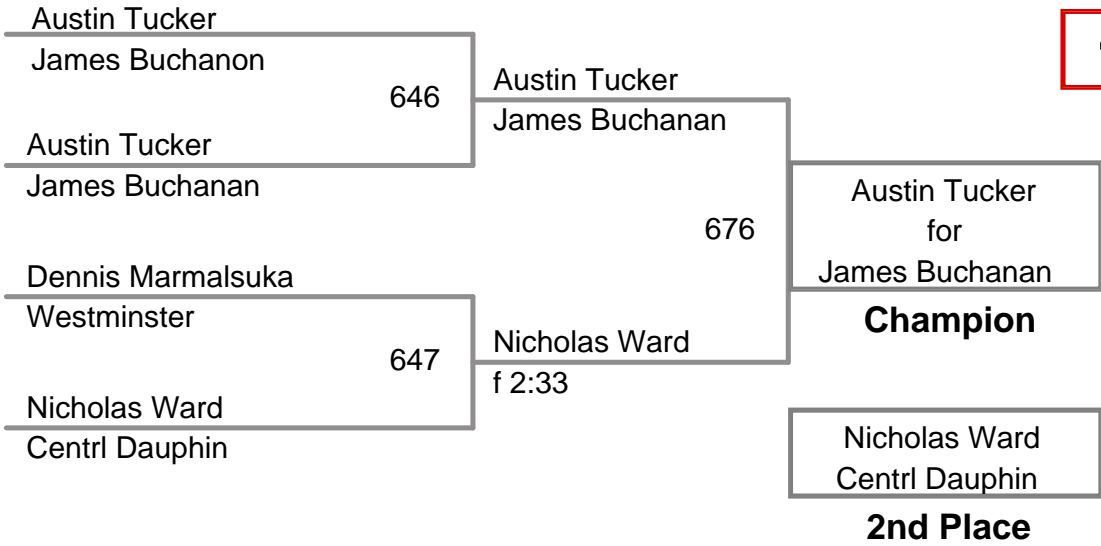 Austin Tucker
James Buchanon
646
Austin Tucker
James Buchanan
Austin Tucker
James Buchanan
676
Austin Tucker
for
James Buchanan
Champion
Dennis Marmalsuka
Westminster
647
Nicholas Ward
f 2:33
Nicholas Ward
Centrl Dauphin
Nicholas Ward
Centrl Dauphin
2nd Place